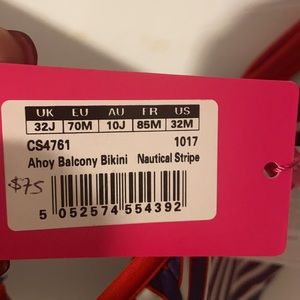 UK EU AU FR US
32J 70M 10J 85M 32M
CS4761 1017
Ahoy Balcony Bikini Nautical Stripe
$75
5 052574 554392